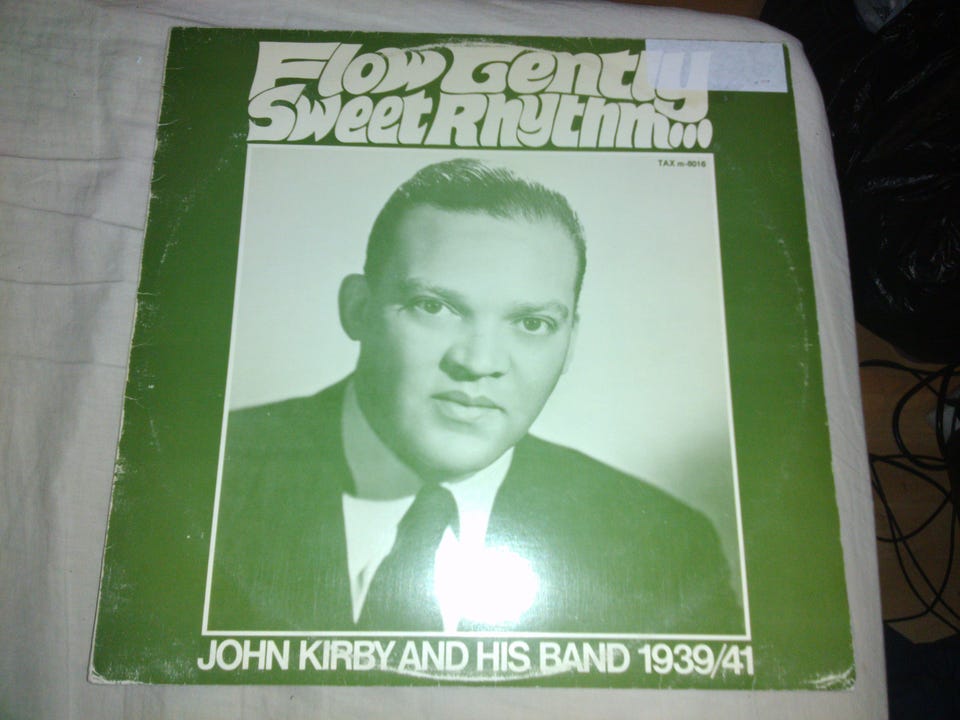 Flow Gently
Sweet Rhythm...
TAX m-8016
JOHN KIRBY AND HIS BAND 1939/41